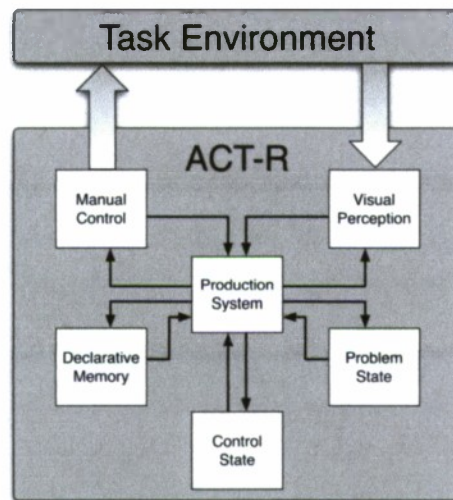 Task Environment
ACT-R
Manual
Control
Visual
Perception
Production
System
Declarative
Memory
Problem
State
Control
State